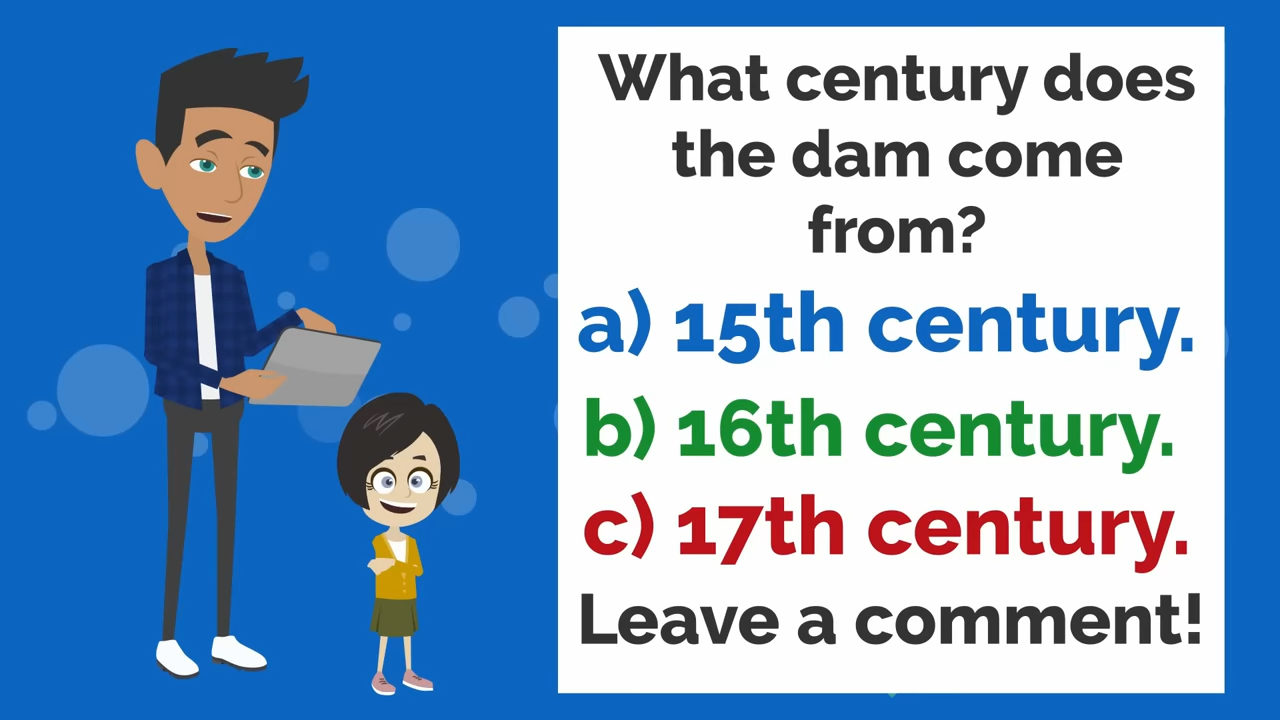 What century does
the dam come
from?
a) 15th century.
b) 16th century.
c) 17th century.
Leave a comment!